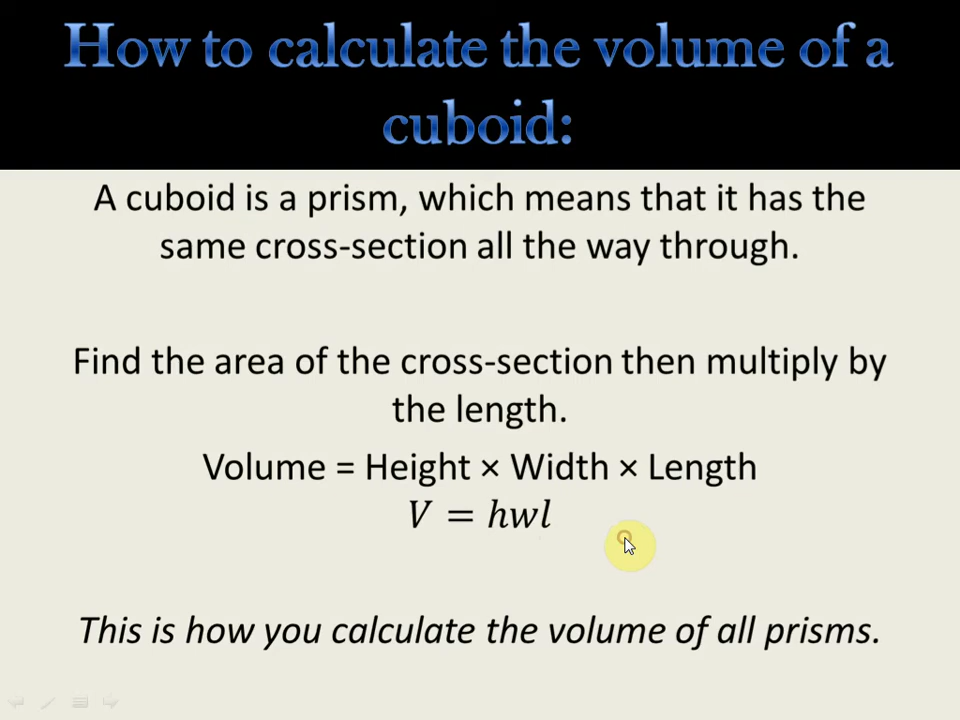 How to calculate the volume of a
cuboid:
A cuboid is a prism, which means that it has the
same cross-section all the way through.
Find the area of the cross-section then multiply by
the length.
Volume = Height × Width × Length
V = hwl
This is how you calculate the volume of all prisms.